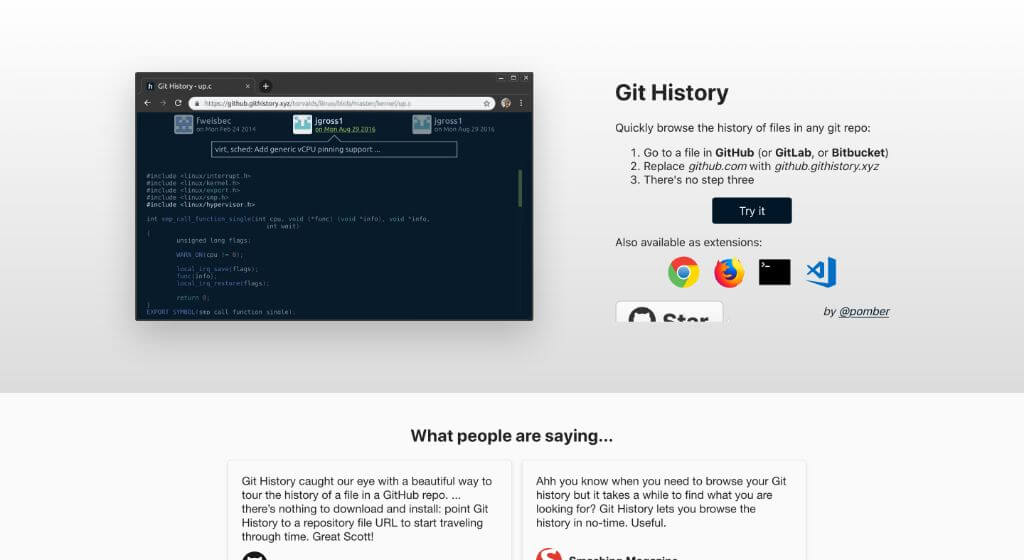 Git History - up.c
https://github.githistory.xyz/torvalds/linux/blob/master/kernel/up.c
fweisbec
on Mon Feb 24 2014
jgross1
on Mon Aug 29 2016
jgross1
on Mon Aug 29 2016
virt, sched: Add generic vCPU pinning support ...
#include <linux/interrupt.h>
#include <linux/kernel.h>
#include <linux/export.h>
#include <linux/smp.h>
#include <linux/hypervisor.h>
int smp_call_function_single(int cpu, void (*func) (void *info), void *info,
int wait)
{
unsigned long flags;
WARN_ON(cpu != 0);
local_irq_save(flags);
func(info);
local_irq_restore(flags);
return 0;
}
EXPORT_SYMBOL(smp_call_function_single);
Git History
Quickly browse the history of files in any git repo:
1. Go to a file in GitHub (or GitLab, or Bitbucket)
2. Replace github.com with github.githistory.xyz
3. There's no step three
Try it
Also available as extensions:
Star
by @pomber
What people are saying...
Git History caught our eye with a beautiful way to
tour the history of a file in a GitHub repo. ...
there's nothing to download and install: point Git
History to a repository file URL to start traveling
through time. Great Scott!
Ahh you know when you need to browse your Git
history but it takes a while to find what you are
looking for? Git History lets you browse the
history in no-time. Useful.
Smashing Magazine